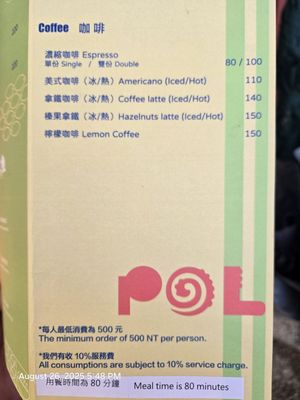 Coffee 咖啡
濃縮咖啡 Espresso
單份 Single / 雙份 Double 80 / 100
美式咖啡（冰/熱）Americano (Iced/Hot) 110
拿鐵咖啡（冰/熱）Coffee latte (Iced/Hot) 140
榛果拿鐵（冰/熱）Hazelnuts latte (Iced/Hot) 150
檸檬咖啡 Lemon Coffee 150
POL
*每人最低消費為 500 元
The minimum order of 500 NT per person.
*我們有收 10%服務費
All consumptions are subject to 10% service charge.
August 26, 2025 5:48 PM
用餐時間為 80 分鐘 Meal time is 80 minutes